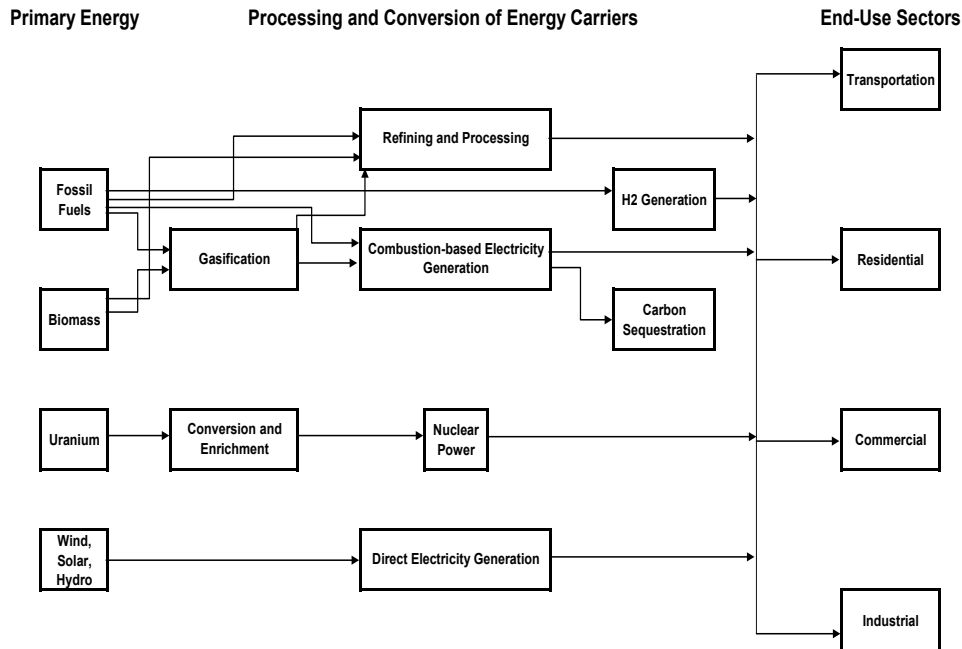 Primary Energy
Processing and Conversion of Energy Carriers
End-Use Sectors
Transportation
Refining and Processing
Fossil
Fuels
H2 Generation
Gasification
Combustion-based Electricity
Generation
Residential
Biomass
Carbon
Sequestration
Uranium
Conversion and
Enrichment
Nuclear
Power
Commercial
Wind,
Solar,
Hydro
Direct Electricity Generation
Industrial